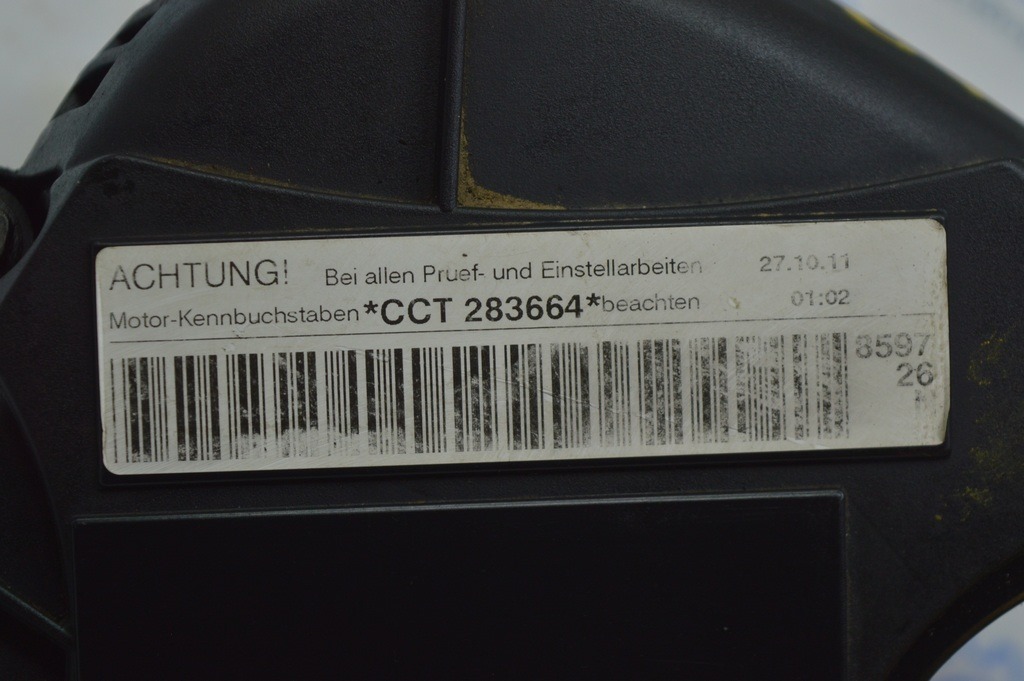 ACHTUNG! Bei allen Pruef- und Einstellarbeiten 27.10.11
Motor-Kennbuchstaben *CCT 283664* beachten 01:02
8597
26